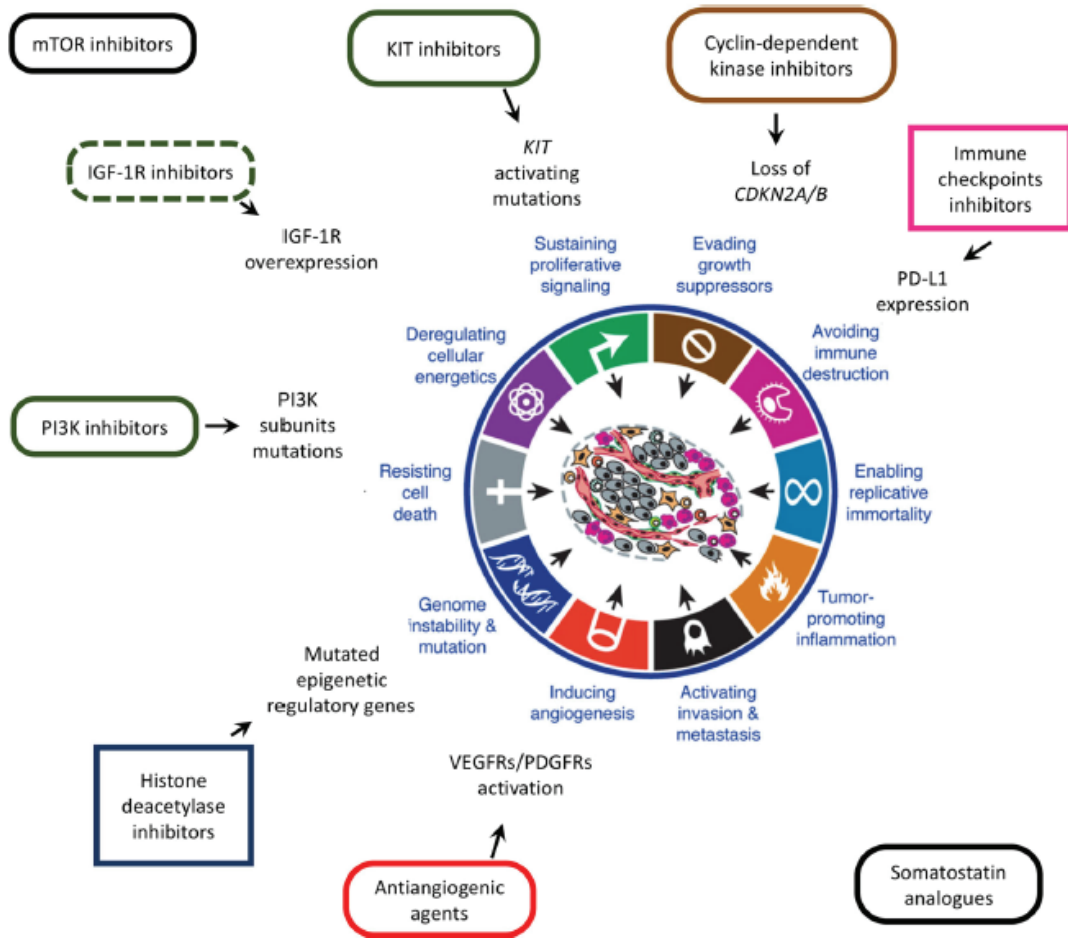 mTOR inhibitors
KIT inhibitors
Cyclin-dependent
kinase inhibitors
IGF-1R inhibitors
KIT
activating
mutations
Loss of
CDKN2A/B
Immune
checkpoints
inhibitors
IGF-1R
overexpression
PD-L1
expression
Sustaining
proliferative
signaling
Evading
growth
suppressors
Deregulating
cellular
energetics
Avoiding
immune
destruction
PI3K inhibitors
PI3K
subunits
mutations
Resisting
cell
death
Enabling
replicative
immortality
Genome
instability &
mutation
Tumor-
promoting
inflammation
Mutated
epigenetic
regulatory genes
Inducing
angiogenesis
Activating
invasion &
metastasis
Histone
deacetylase
inhibitors
VEGFRs/PDGFRs
activation
Antiangiogenic
agents
Somatostatin
analogues